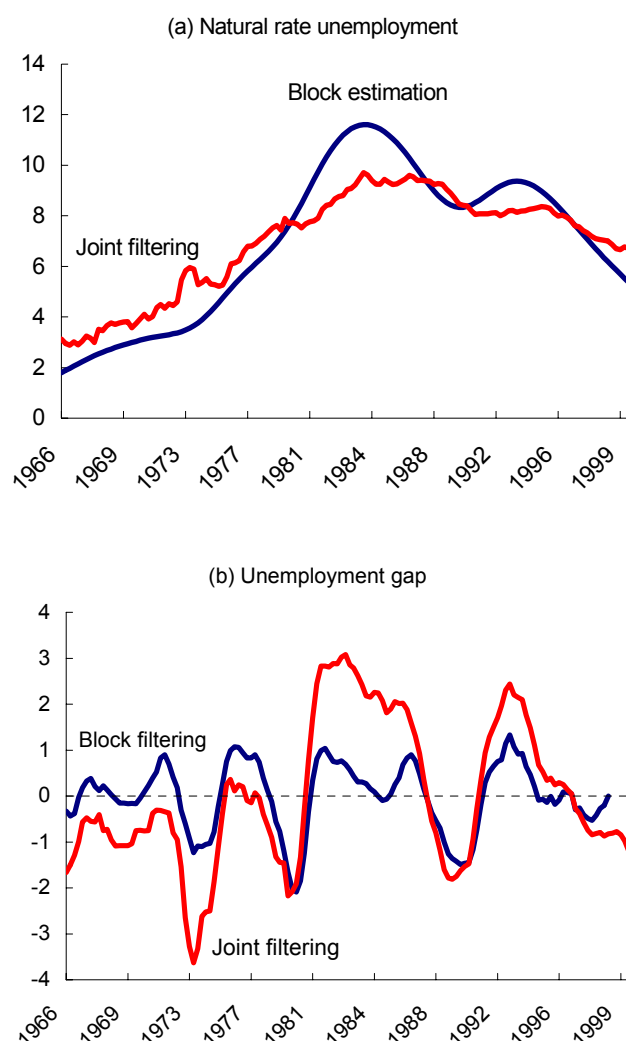 (a) Natural rate unemployment
14
Block estimation
12
10
8
Joint filtering
6
4
2
0
1966 1969 1973 1977 1981 1984 1988 1992 1996 1999
(b) Unemployment gap
4
3
2
Block filtering
1
0
-1
-2
-3
Joint filtering
-4
1966 1969 1973 1977 1981 1984 1988 1992 1996 1999